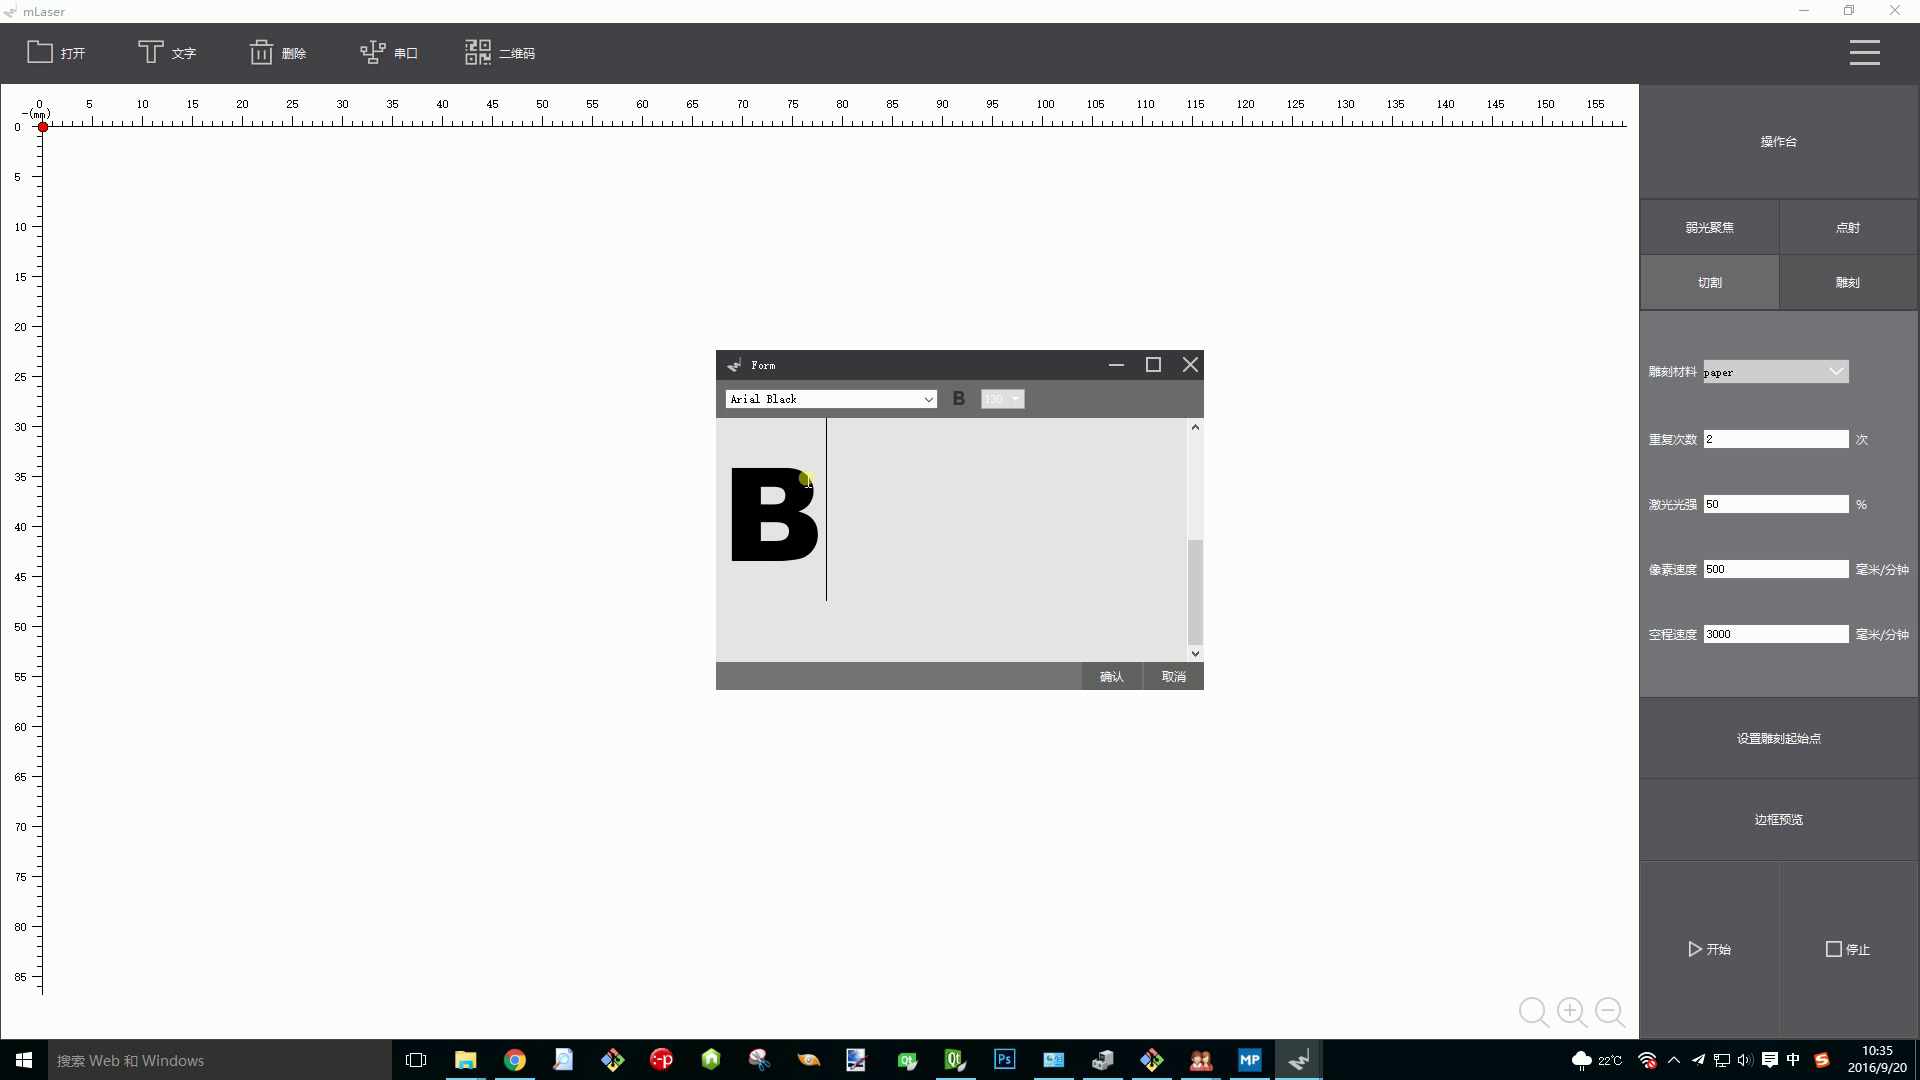 mLaser
打开 文字 删除 串口 二维码
0 5 10 15 20 25 30 35 40 45 50 55 60 65 70 75 80 85 90 95 100 105 110 115 120 125 130 135 140 145 150 155
(mm)
0
5
10
15
20
25
30
35
40
45
50
55
60
65
70
75
80
85
操作台
弱光聚焦 点射
切割 雕刻
雕刻材料 paper
重复次数 2 次
激光光强 50 %
像素速度 500 毫米/分钟
空程速度 3000 毫米/分钟
设置雕刻起始点
边框预览
开始 停止
Form
Arial Black B 130
B
确认 取消
搜索 Web 和 Windows
:-p
Qt
Qt
Ps
MP
22℃
中
S
10:35
2016/9/20